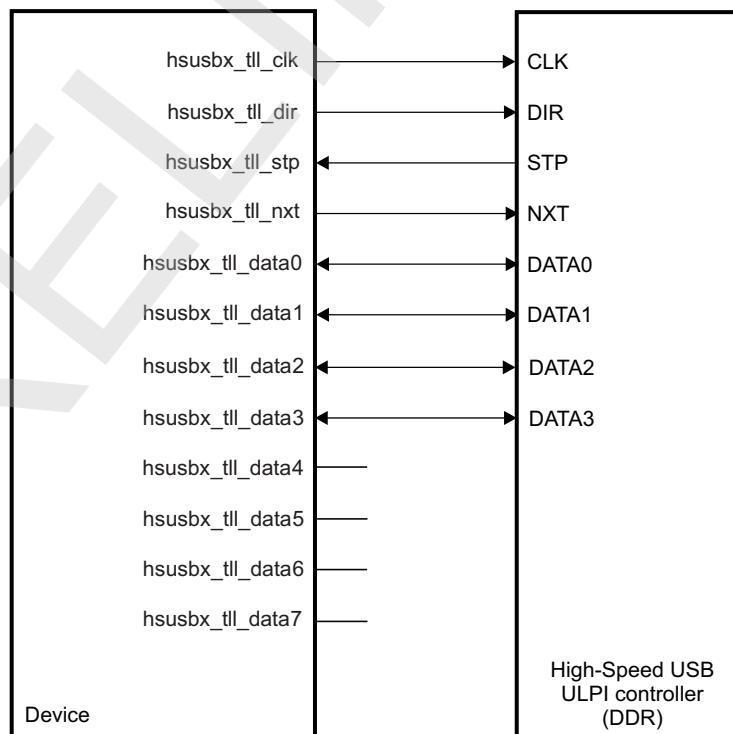 hsusbx_tll_clk CLK
hsusbx_tll_dir DIR
hsusbx_tll_stp STP
hsusbx_tll_nxt NXT
hsusbx_tll_data0 DATA0
hsusbx_tll_data1 DATA1
hsusbx_tll_data2 DATA2
hsusbx_tll_data3 DATA3
hsusbx_tll_data4
hsusbx_tll_data5
hsusbx_tll_data6
hsusbx_tll_data7
Device
High-Speed USB
ULPI controller
(DDR)